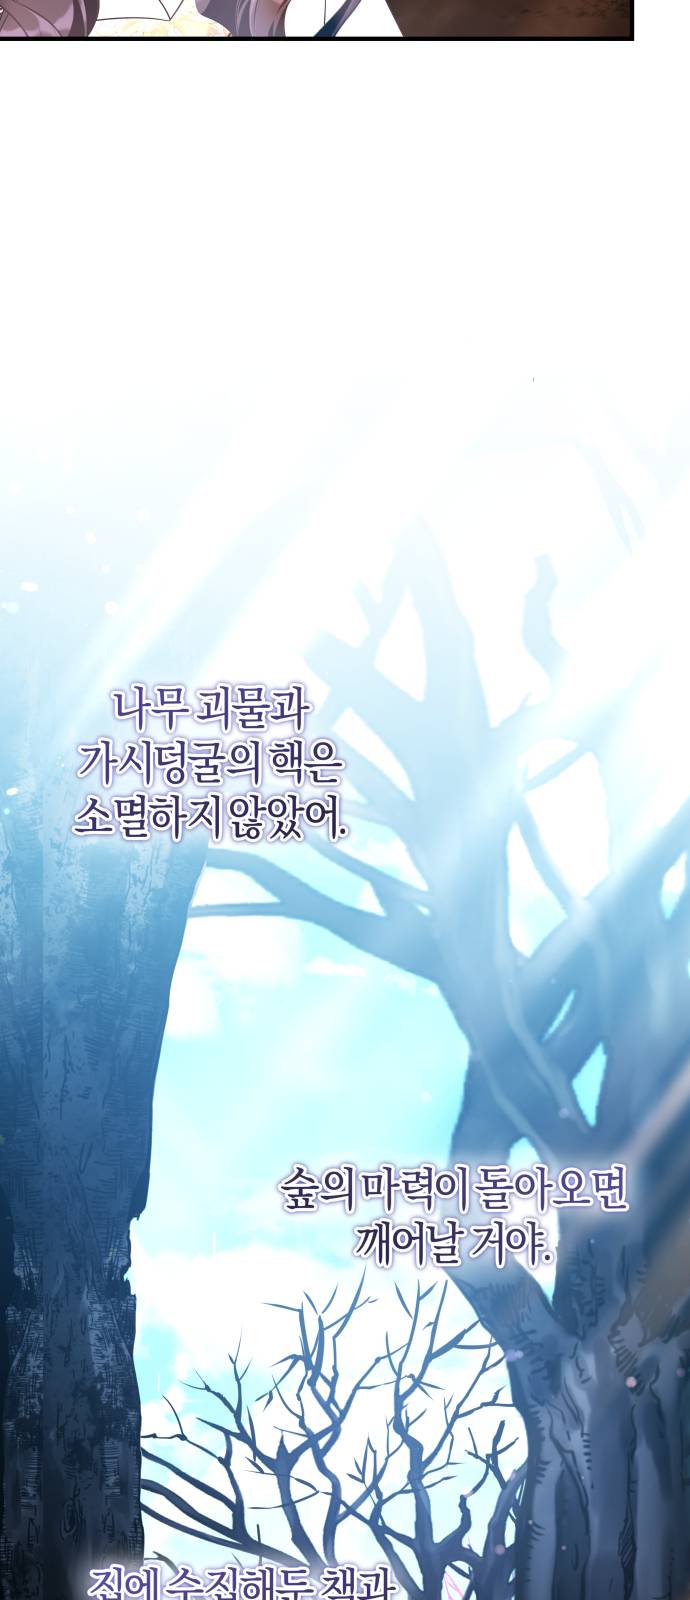 나무 괴물과
가시덩굴의 핵은
소멸하지 않았어.
숲의 마력이 돌아오면
깨어날 거야.
집에 수집해둔 책과